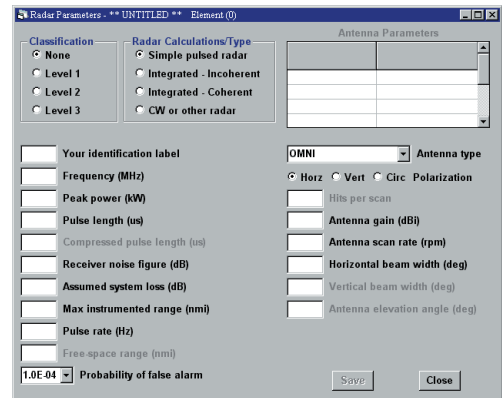 Radar Parameters - ** UNTITLED ** Element (0)
Classification
None
Level 1
Level 2
Level 3
Radar Calculations/Type
Simple pulsed radar
Integrated - Incoherent
Integrated - Coherent
CW or other radar
Antenna Parameters
Your identification label
Frequency (MHz)
Peak power (kW)
Pulse length (us)
Compressed pulse length (us)
Receiver noise figure (dB)
Assumed system loss (dB)
Max instrumented range (nmi)
Pulse rate (Hz)
Free-space range (nmi)
1.0E-04 Probability of false alarm
OMNI Antenna type
Horz Vert Circ Polarization
Hits per scan
Antenna gain (dBi)
Antenna scan rate (rpm)
Horizontal beam width (deg)
Vertical beam width (deg)
Antenna elevation angle (deg)
Save Close